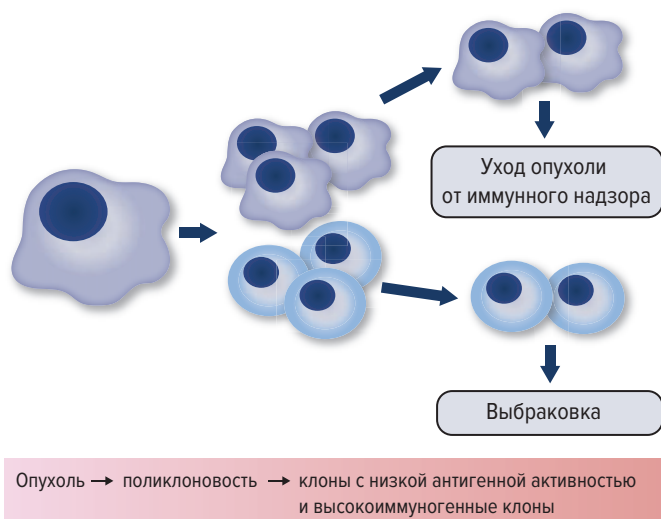 Уход опухоли
от иммунного надзора
Выбраковка
Опухоль → поликлоновость → клоны с низкой антигенной активностью
и высокоиммуногенные клоны